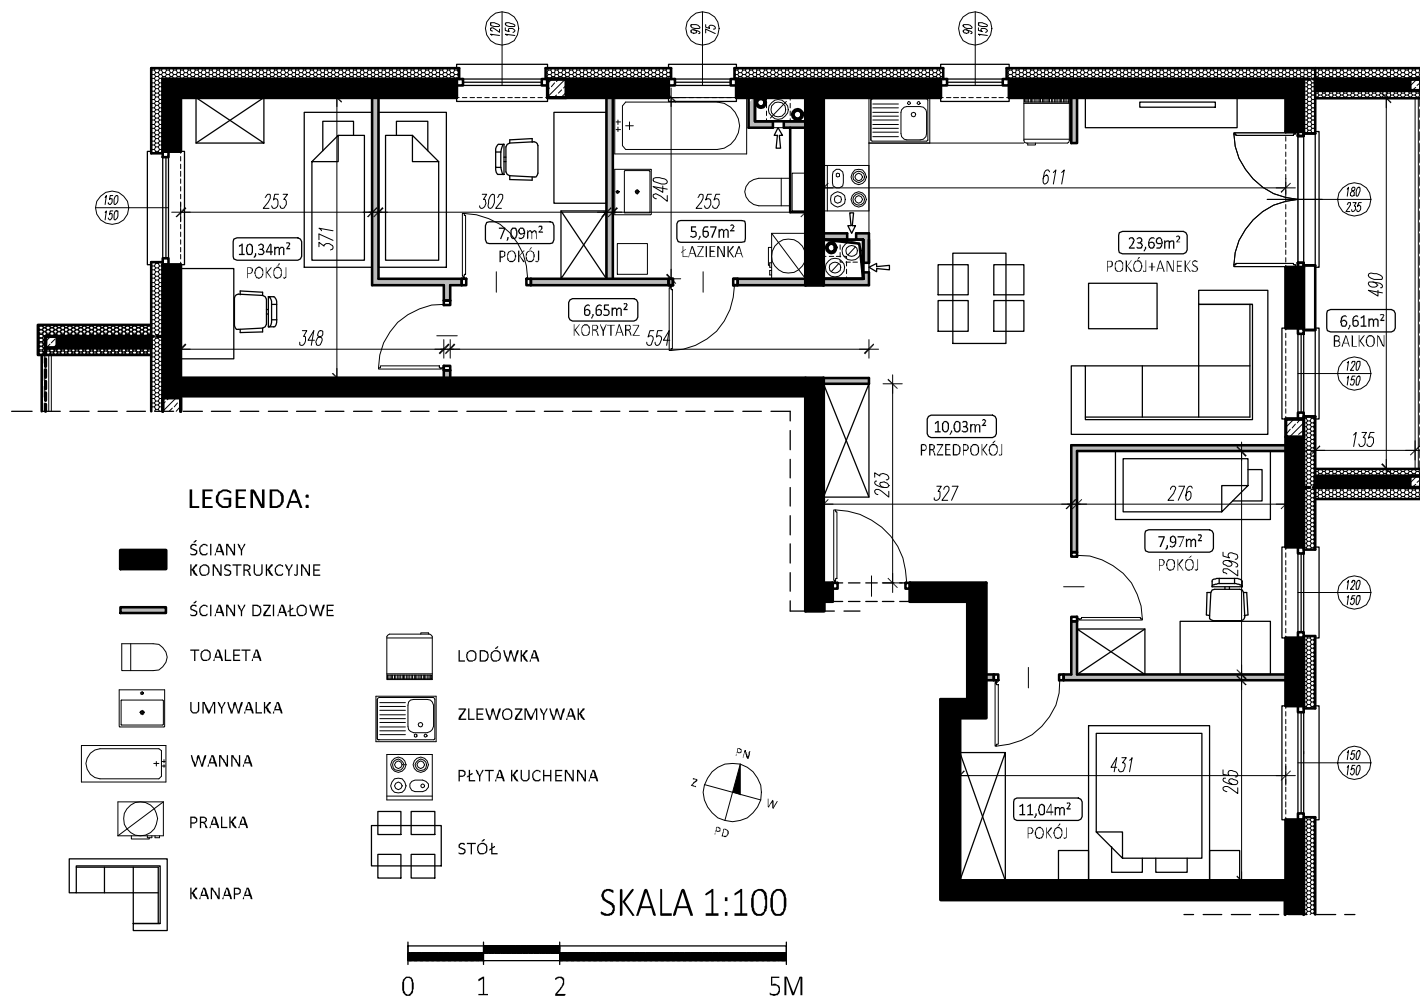 120
150
90
75
90
150
253
371
302
240
255
611
150
150
180
235
10,34m²
POKÓJ
7,09m²
POKÓJ
5,67m²
ŁAZIENKA
23,69m²
POKÓJ+ANEKS
490
6,65m²
KORYTARZ
6,61m²
BALKON
348
554
120
150
10,03m²
PRZEDPOKÓJ
135
263
327
276
7,97m²
POKÓJ
295
120
150
LEGENDA:
ŚCIANY
KONSTRUKCYJNE
ŚCIANY DZIAŁOWE
TOALETA
UMYWALKA
WANNA
PRALKA
KANAPA
LODÓWKA
ZLEWOZMYWAK
PŁYTA KUCHENNA
STÓŁ
PN
Z
W
PD
431
265
150
150
11,04m²
POKÓJ
SKALA 1:100
0 1 2 5M